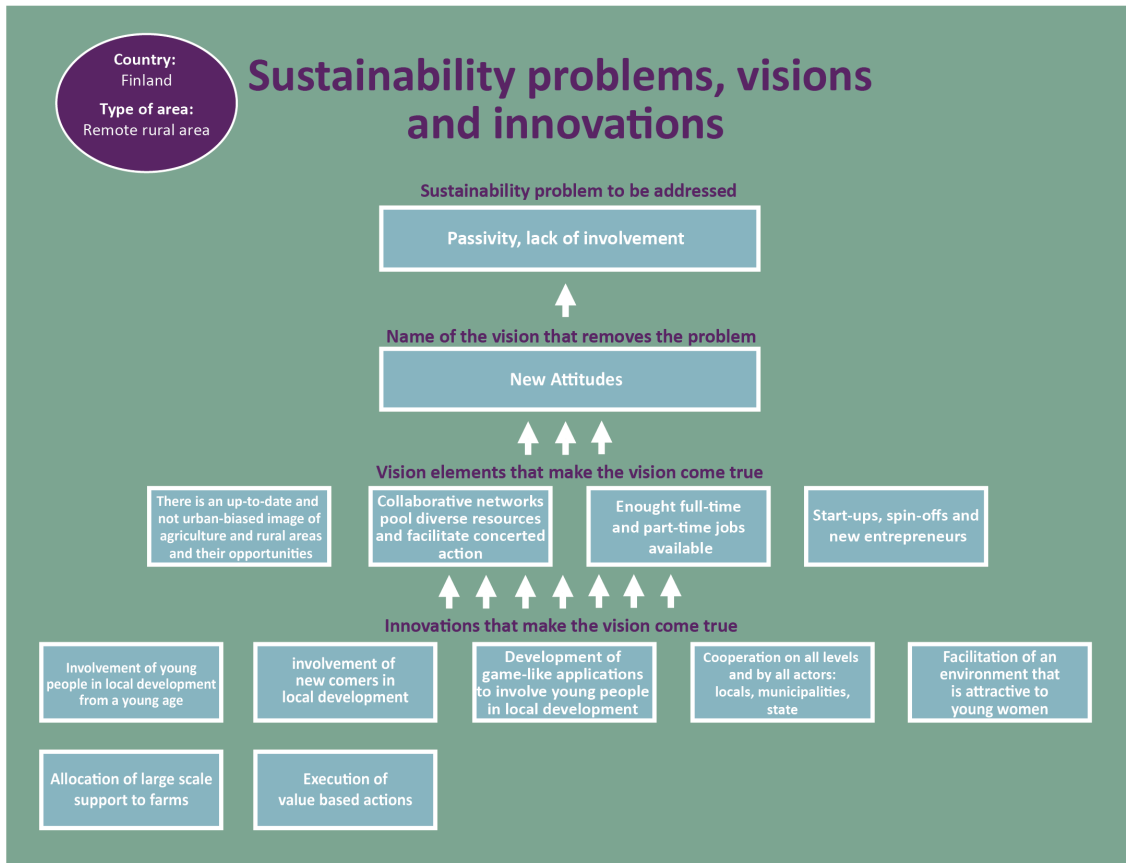 Country:
Finland
Type of area:
Remote rural area
Sustainability problems, visions
and innovations
Sustainability problem to be addressed
Passivity, lack of involvement
Name of the vision that removes the problem
New Attitudes
Vision elements that make the vision come true
There is an up-to-date and
not urban-biased image of
agriculture and rural areas
and their opportunities
Collaborative networks
pool diverse resources
and facilitate concerted
action
Enought full-time
and part-time jobs
available
Start-ups, spin-offs and
new entrepreneurs
Innovations that make the vision come true
Involvement of young
people in local development
from a young age
involvement of
new comers in
local development
Development of
game-like applications
to involve young people
in local development
Cooperation on all levels
and by all actors:
locals, municipalities,
state
Facilitation of an
environment that
is attractive to
young women
Allocation of large scale
support to farms
Execution of
value based actions